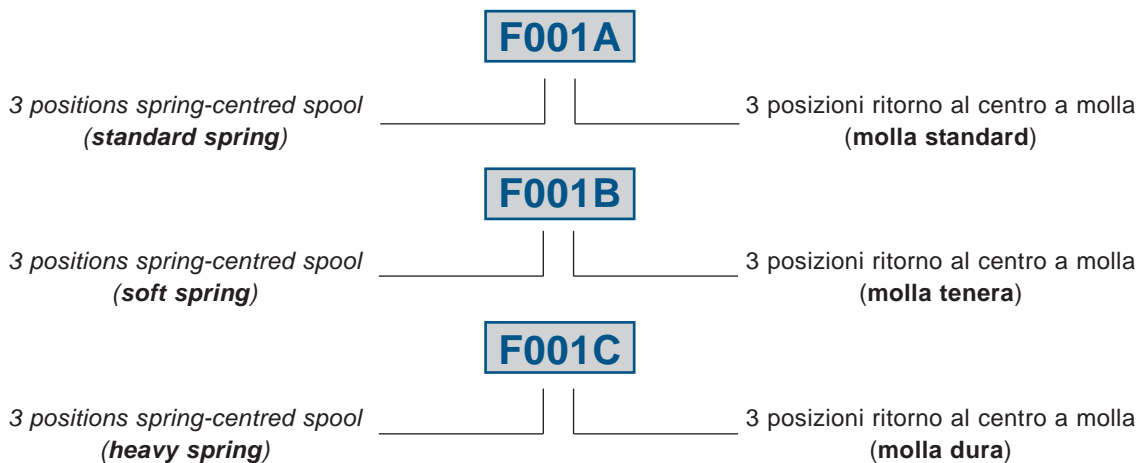 F001A
3 positions spring-centred spool
(standard spring)
3 posizioni ritorno al centro a molla
(molla standard)
F001B
3 positions spring-centred spool
(soft spring)
3 posizioni ritorno al centro a molla
(molla tenera)
F001C
3 positions spring-centred spool
(heavy spring)
3 posizioni ritorno al centro a molla
(molla dura)